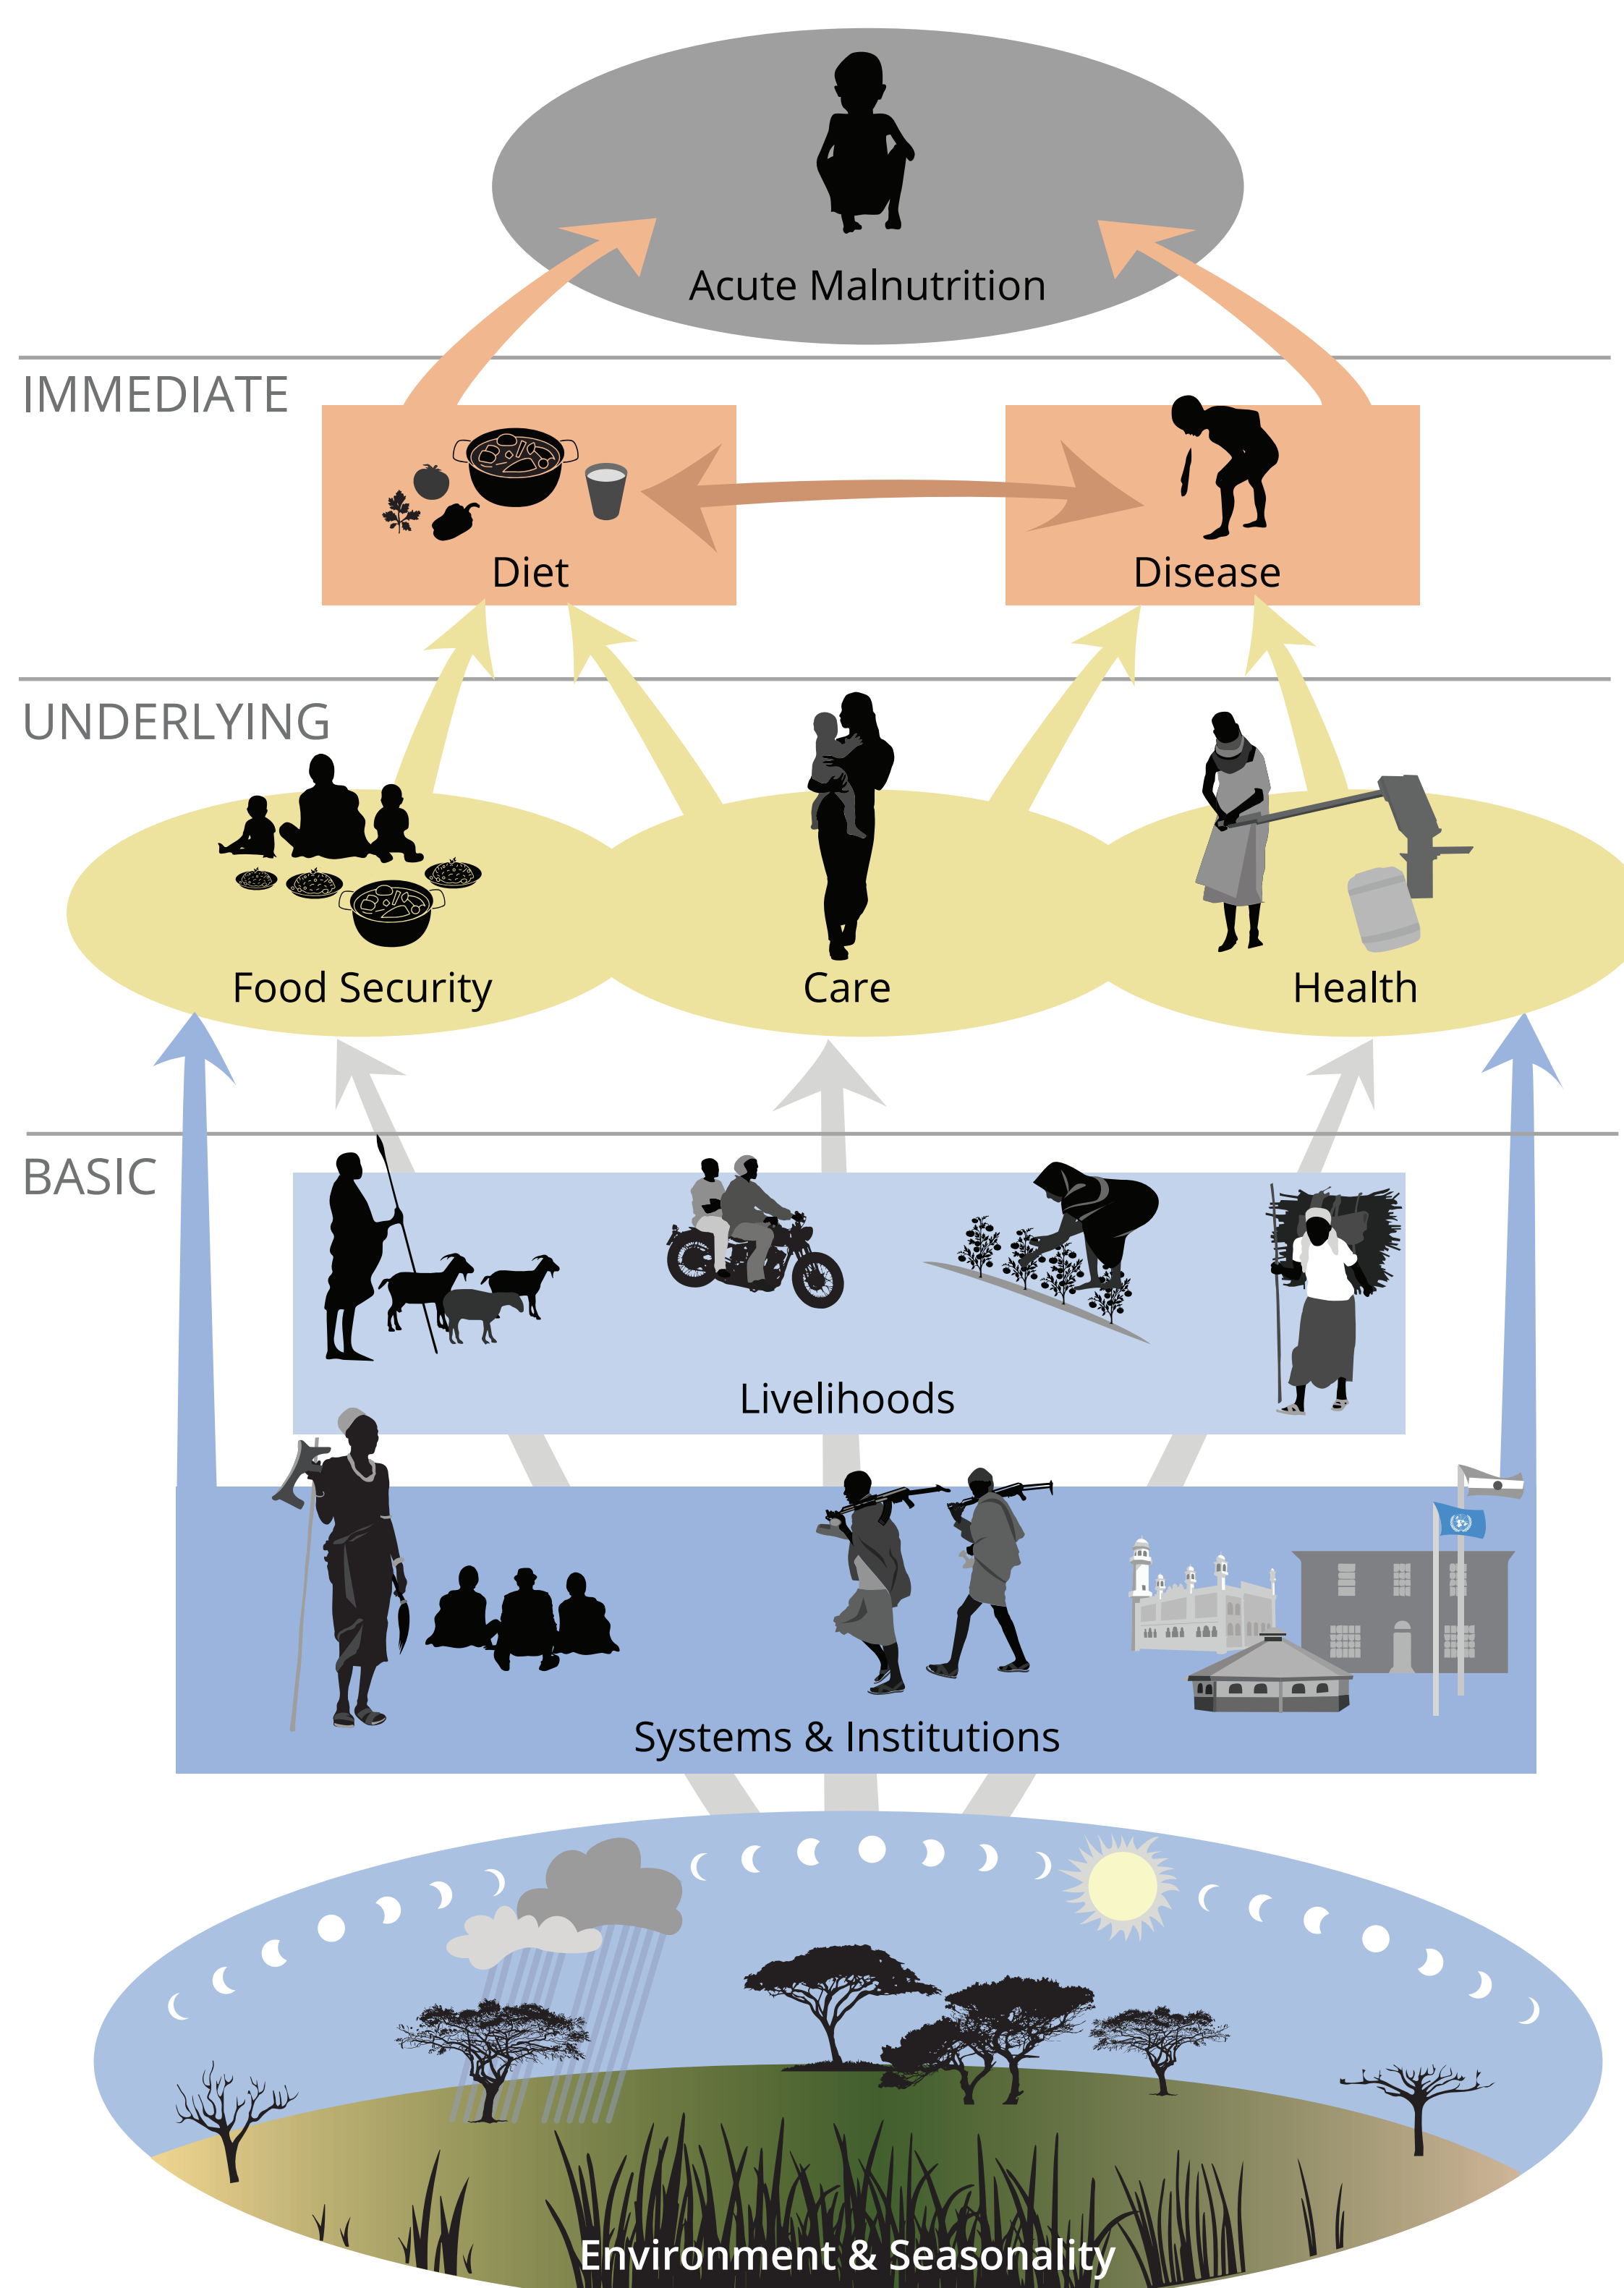 Acute Malnutrition
IMMEDIATE
Diet
Disease
UNDERLYING
Food Security
Care
Health
BASIC
Livelihoods
Systems & Institutions
Environment & Seasonality